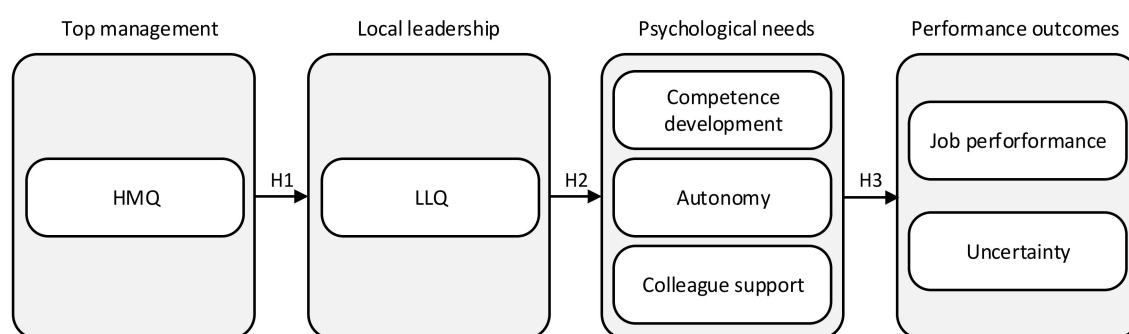 Top management
Local leadership
Psychological needs
Performance outcomes
HMQ
H1
LLQ
H2
Competence
development
Autonomy
Colleague support
H3
Job perforformance
Uncertainty